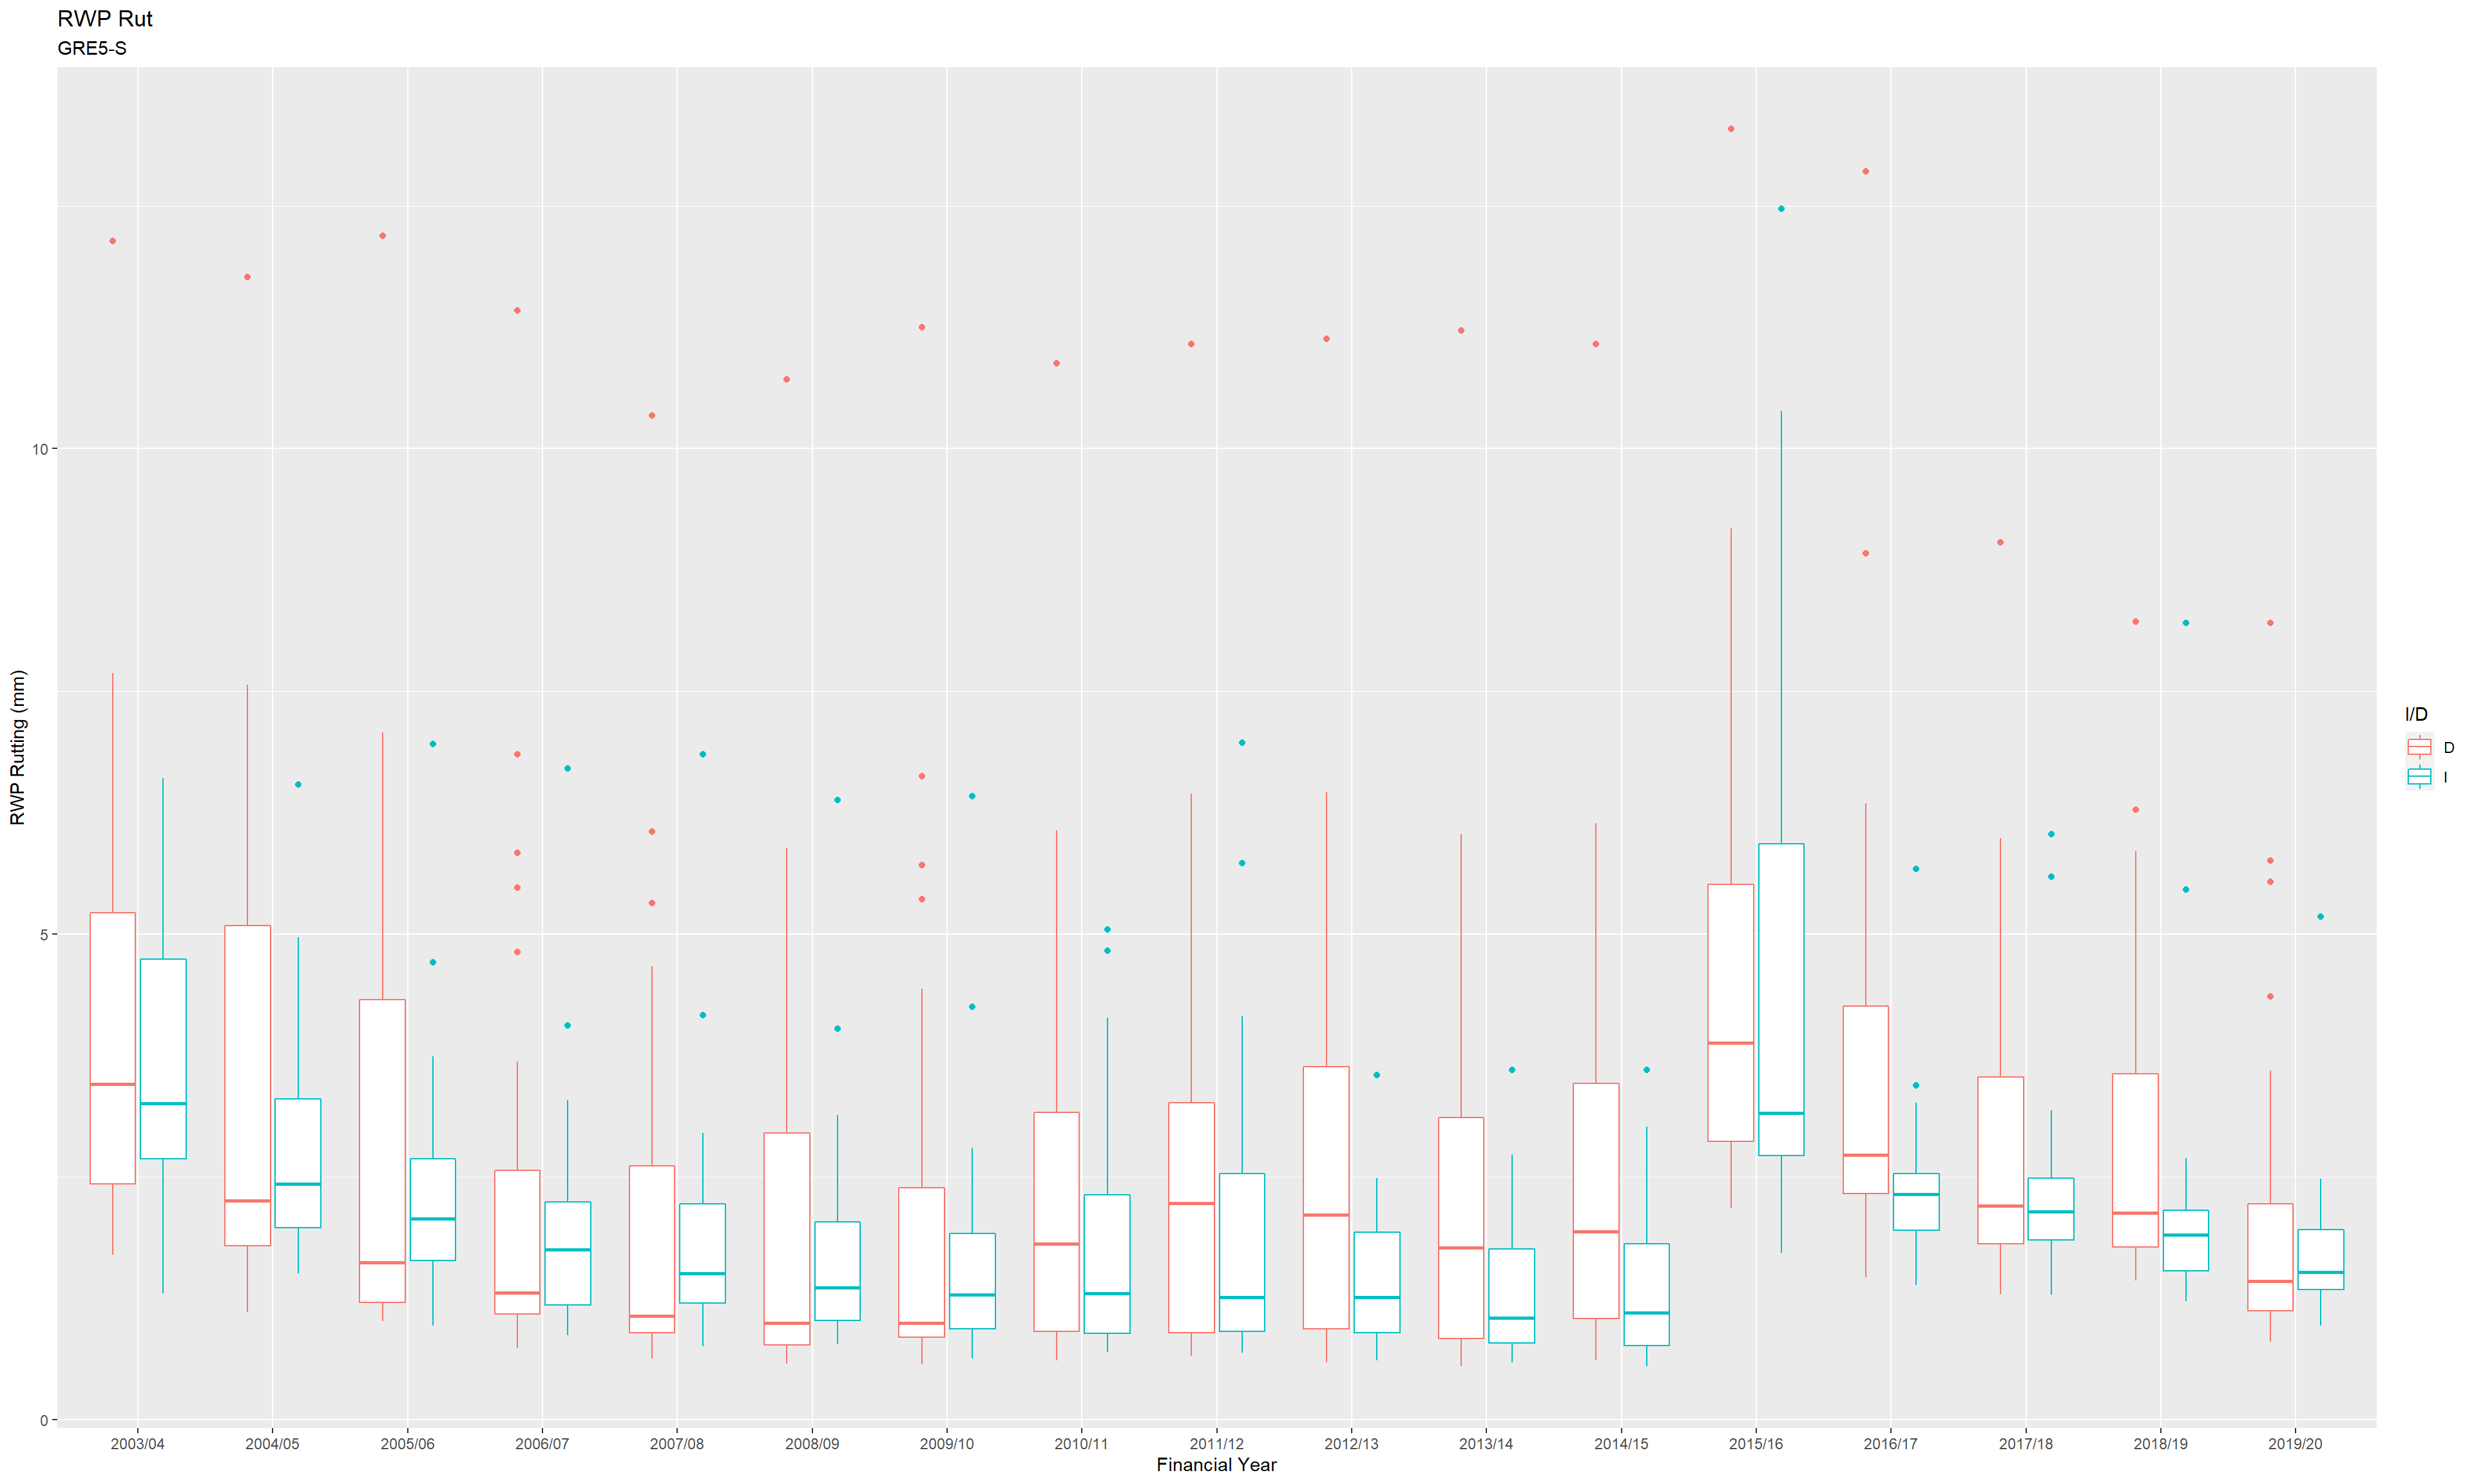 RWP Rut
GRE5-S
RWP Rutting (mm)
10
5
0
2003/04 2004/05 2005/06 2006/07 2007/08 2008/09 2009/10 2010/11 2011/12 2012/13 2013/14 2014/15 2015/16 2016/17 2017/18 2018/19 2019/20
Financial Year
I/D
D
I